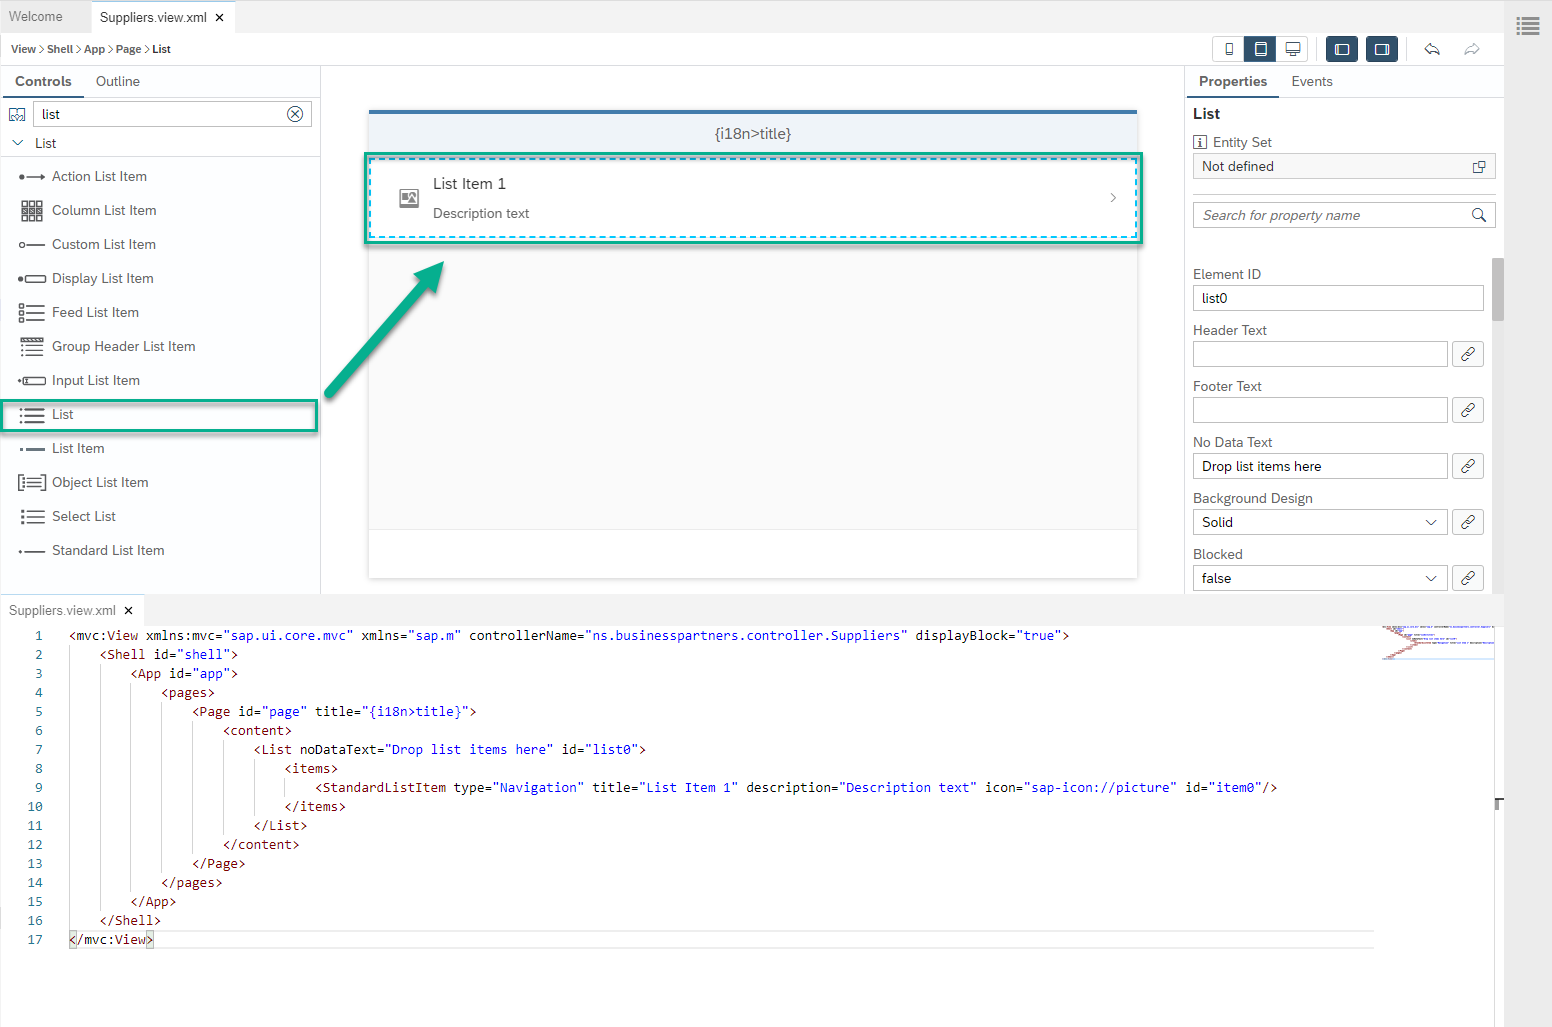 Welcome
Suppliers.view.xml ×
View > Shell > App > Page > List
Controls
Outline
list
List
Action List Item
Column List Item
Custom List Item
Display List Item
Feed List Item
Group Header List Item
Input List Item
List
List Item
Object List Item
Select List
Standard List Item
{i18n>title}
List Item 1
Description text
Properties
Events
List
Entity Set
Not defined
Search for property name
Element ID
list0
Header Text
Footer Text
No Data Text
Drop list items here
Background Design
Solid
Blocked
false
Suppliers.view.xml ×
1 <mvc:View xmlns:mvc="sap.ui.core.mvc" xmlns="sap.m" controllerName="ns.businesspartners.controller.Suppliers" displayBlock="true">
2 <Shell id="shell">
3 <App id="app">
4 <pages>
5 <Page id="page" title="{i18n>title}">
6 <content>
7 <List noDataText="Drop list items here" id="list0">
8 <items>
9 <StandardListItem type="Navigation" title="List Item 1" description="Description text" icon="sap-icon://picture" id="item0"/>
10 </items>
11 </List>
12 </content>
13 </Page>
14 </pages>
15 </App>
16 </Shell>
17 </mvc:View>